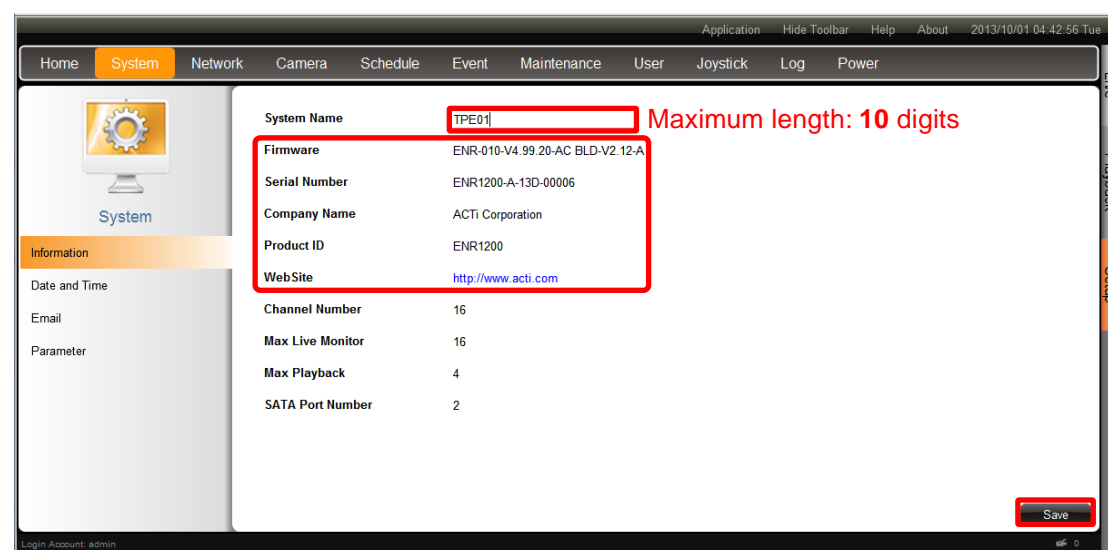 Application Hide Toolbar Help About 2013/10/01 04:42:56 Tue
Home System Network Camera Schedule Event Maintenance User Joystick Log Power
System
Information
Date and Time
Email
Parameter
System Name TPE01 Maximum length: 10 digits
Firmware ENR-010-V4.99.20-AC BLD-V2.12-A
Serial Number ENR1200-A-13D-00006
Company Name ACTi Corporation
Product ID ENR1200
WebSite http://www.acti.com
Channel Number 16
Max Live Monitor 16
Max Playback 4
SATA Port Number 2
Save
Login Account: admin 0